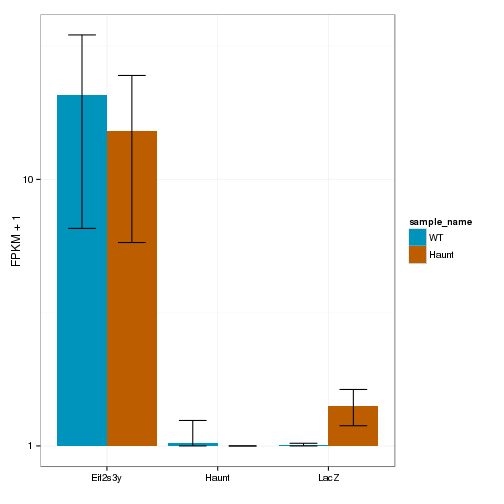 FPKM + 1
10
1
Eif2s3y
Haunt
LacZ
sample_name
WT
Haunt